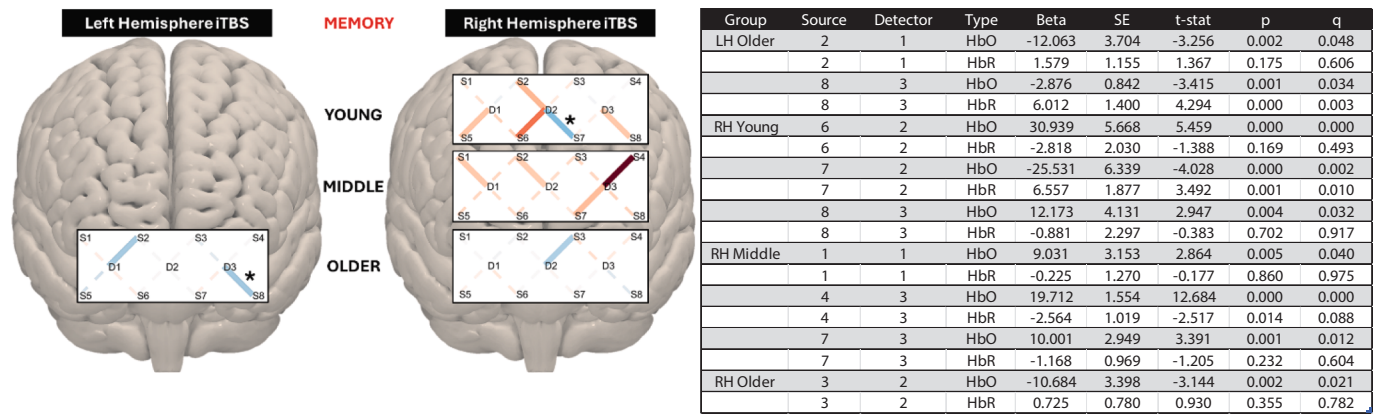 Left Hemisphere iTBS MEMORY Right Hemisphere iTBS
YOUNG
S1 S2 S3 S4
D1 D2 D3
*
S5 S6 S7 S8
MIDDLE
S1 S2 S3 S4
D1 D2 D3
S5 S6 S7 S8
OLDER
S1 S2 S3 S4
D1 D2 D3
*
S5 S6 S7 S8
S1 S2 S3 S4
D1 D2 D3
S5 S6 S7 S8
Group Source Detector Type Beta SE t-stat p q
LH Older 2 1 HbO -12.063 3.704 -3.256 0.002 0.048
2 1 HbR 1.579 1.155 1.367 0.175 0.606
8 3 HbO -2.876 0.842 -3.415 0.001 0.034
8 3 HbR 6.012 1.400 4.294 0.000 0.003
RH Young 6 2 HbO 30.939 5.668 5.459 0.000 0.000
6 2 HbR -2.818 2.030 -1.388 0.169 0.493
7 2 HbO -25.531 6.339 -4.028 0.000 0.002
7 2 HbR 6.557 1.877 3.492 0.001 0.010
8 3 HbO 12.173 4.131 2.947 0.004 0.032
8 3 HbR -0.881 2.297 -0.383 0.702 0.917
RH Middle 1 1 HbO 9.031 3.153 2.864 0.005 0.040
1 1 HbR -0.225 1.270 -0.177 0.860 0.975
4 3 HbO 19.712 1.554 12.684 0.000 0.000
4 3 HbR -2.564 1.019 -2.517 0.014 0.088
7 3 HbO 10.001 2.949 3.391 0.001 0.012
7 3 HbR -1.168 0.969 -1.205 0.232 0.604
RH Older 3 2 HbO -10.684 3.398 -3.144 0.002 0.021
3 2 HbR 0.725 0.780 0.930 0.355 0.782